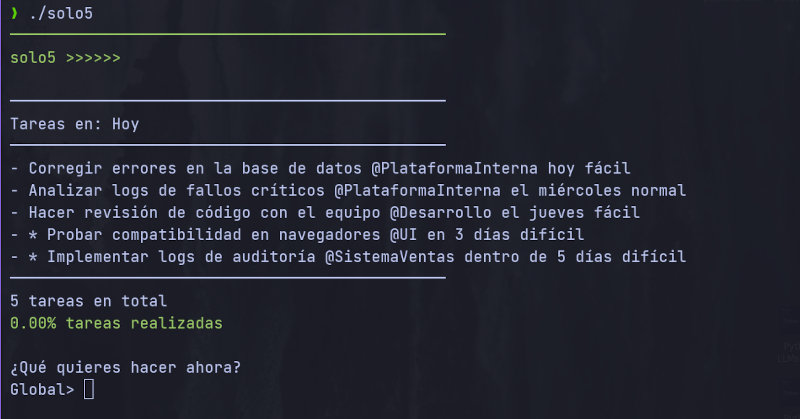 ❯ ./solo5
solo5 >>>>>>
Tareas en: Hoy
- Corregir errores en la base de datos @PlataformaInterna hoy fácil
- Analizar logs de fallos críticos @PlataformaInterna el miércoles normal
- Hacer revisión de código con el equipo @Desarrollo el jueves fácil
- * Probar compatibilidad en navegadores @UI en 3 días difícil
- * Implementar logs de auditoría @SistemaVentas dentro de 5 días difícil
5 tareas en total
0.00% tareas realizadas
¿Qué quieres hacer ahora?
Global>